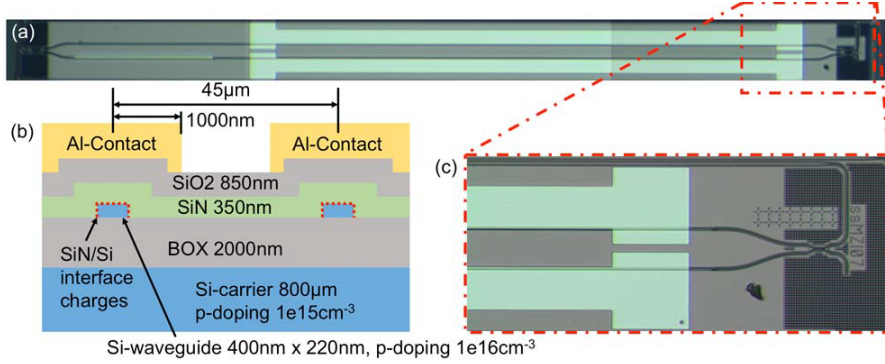 (a)
45μm
1000nm
(b)
Al-Contact
Al-Contact
SiO2 850nm
SiN 350nm
SiN/Si
interface
charges
BOX 2000nm
Si-carrier 800μm
p-doping 1e15cm⁻³
Si-waveguide 400nm x 220nm, p-doping 1e16cm⁻³
(c)
sgMZI07